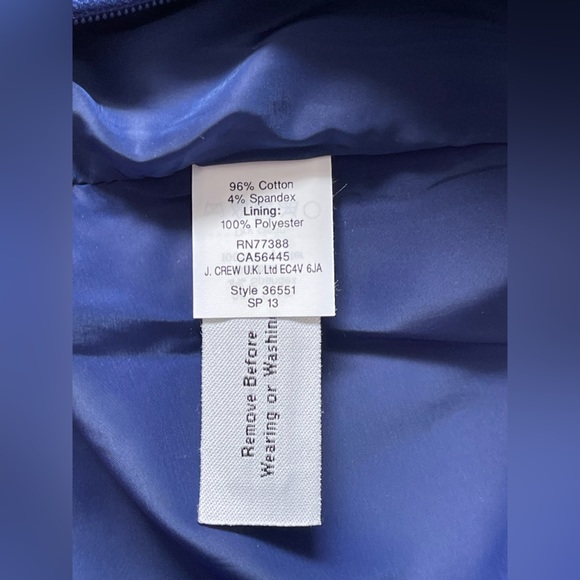 96% Cotton
4% Spandex
Lining:
100% Polyester
RN77388
CA56445
J. CREW U.K. Ltd EC4V 6JA
Style 36551
SP 13
Remove Before
Wearing or Washin